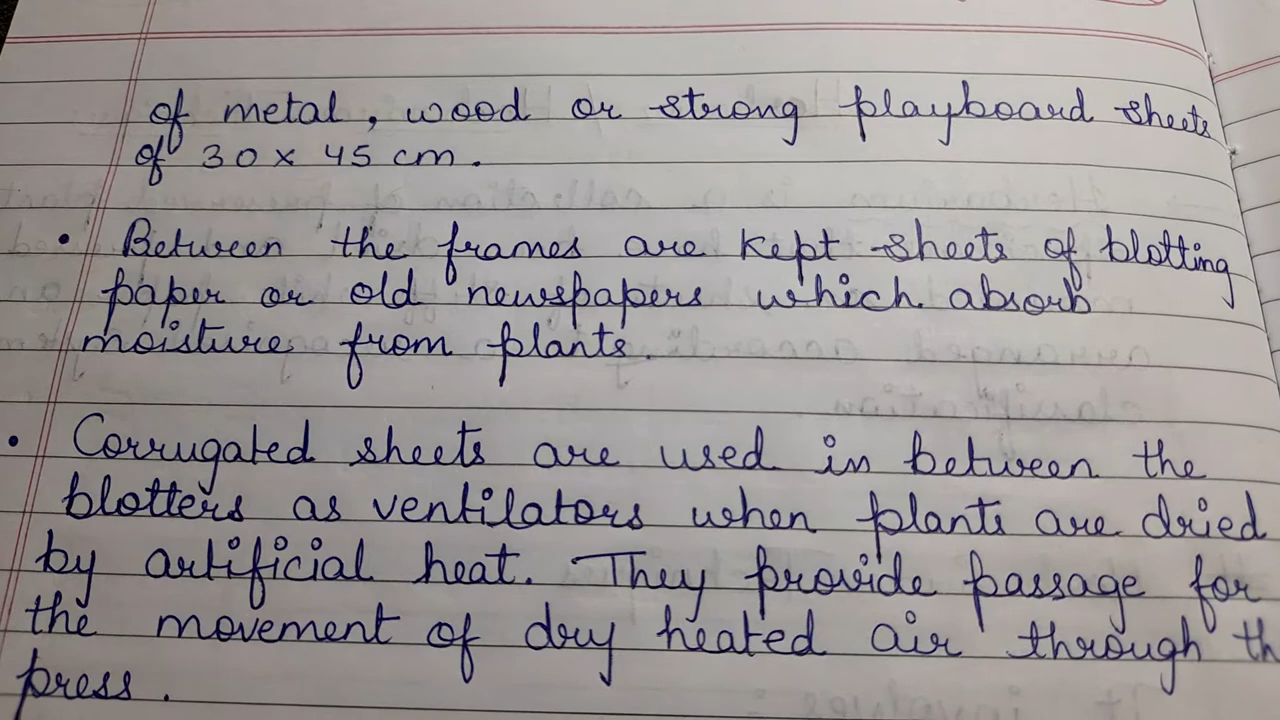 of metal, wood or strong playboard sheets
of 30 x 45 cm.
• Between the frames are kept sheets of blotting
paper or old newspapers which absorb
moisture from plants.
• Corrugated sheets are used in between the
blotters as ventilators when plants are dried
by artificial heat. They provide passage for
the movement of dry heated air through th
press.